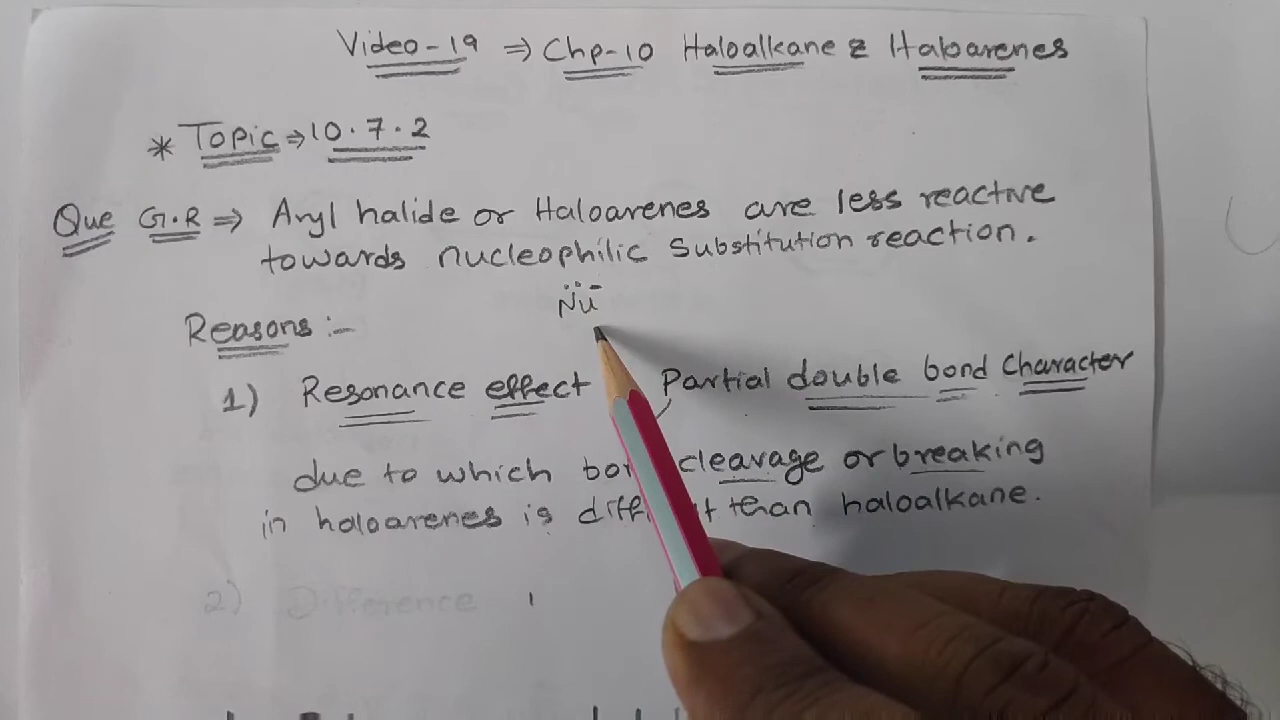 Video-19 ⇒ Chp-10 Haloalkane & Haloarenes
* Topic ⇒ 10.7.2
Que G.R ⇒ Aryl halide or Haloarenes are less reactive
towards nucleophilic Substitution reaction.
Nu
Reasons :-
1) Resonance effect / Partial double bond Character
due to which cleavage or breaking
in haloarenes is than haloalkane.
2) Difference